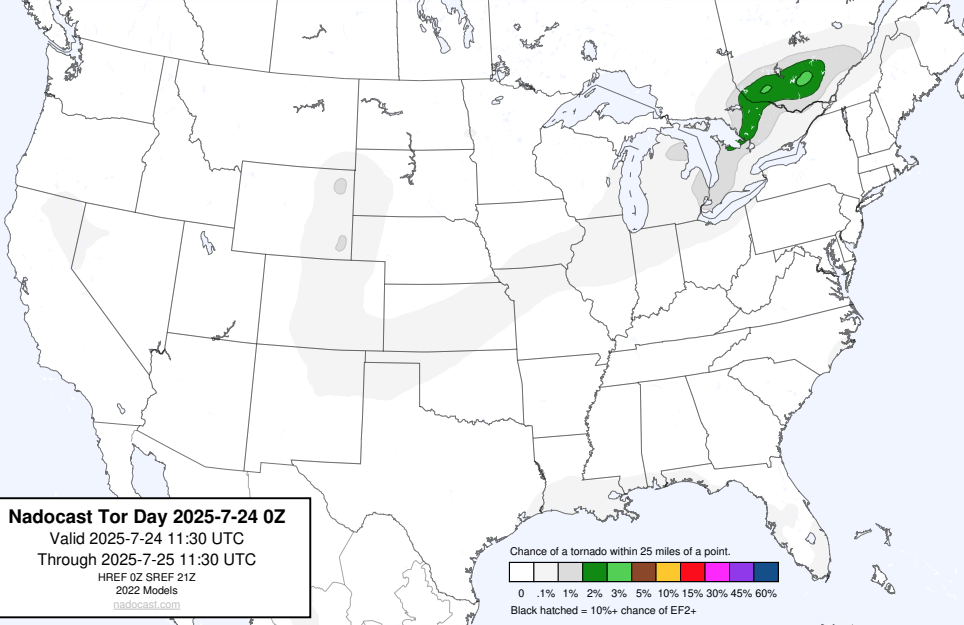 Nadocast Tor Day 2025-7-24 0Z
Valid 2025-7-24 11:30 UTC
Through 2025-7-25 11:30 UTC
HREF 0Z SREF 21Z
2022 Models
nadocast.com
Chance of a tornado within 25 miles of a point.
0 .1% 1% 2% 3% 5% 10% 15% 30% 45% 60%
Black hatched = 10%+ chance of EF2+